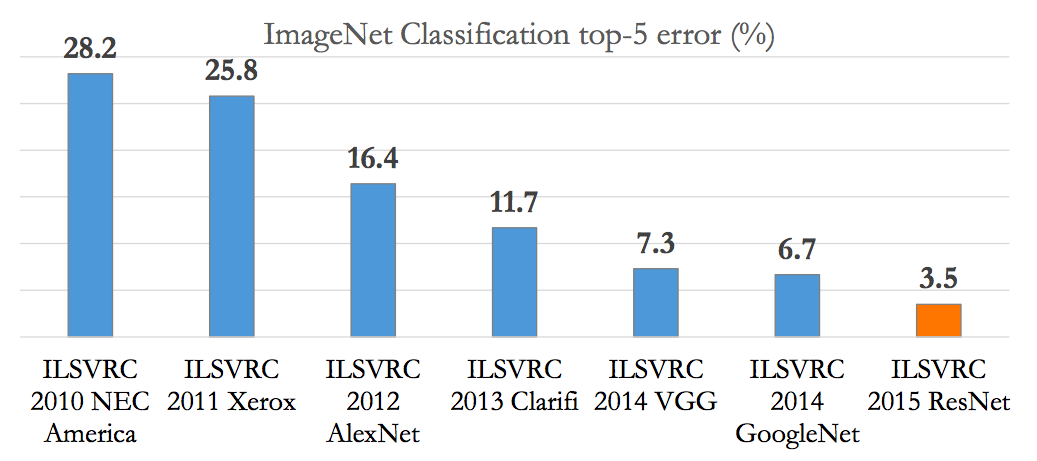 ImageNet Classification top-5 error (%)
28.2
25.8
16.4
11.7
7.3
6.7
3.5
ILSVRC
2010 NEC
America
ILSVRC
2011 Xerox
ILSVRC
2012
AlexNet
ILSVRC
2013 Clarifi
ILSVRC
2014 VGG
ILSVRC
2014
GoogleNet
ILSVRC
2015 ResNet